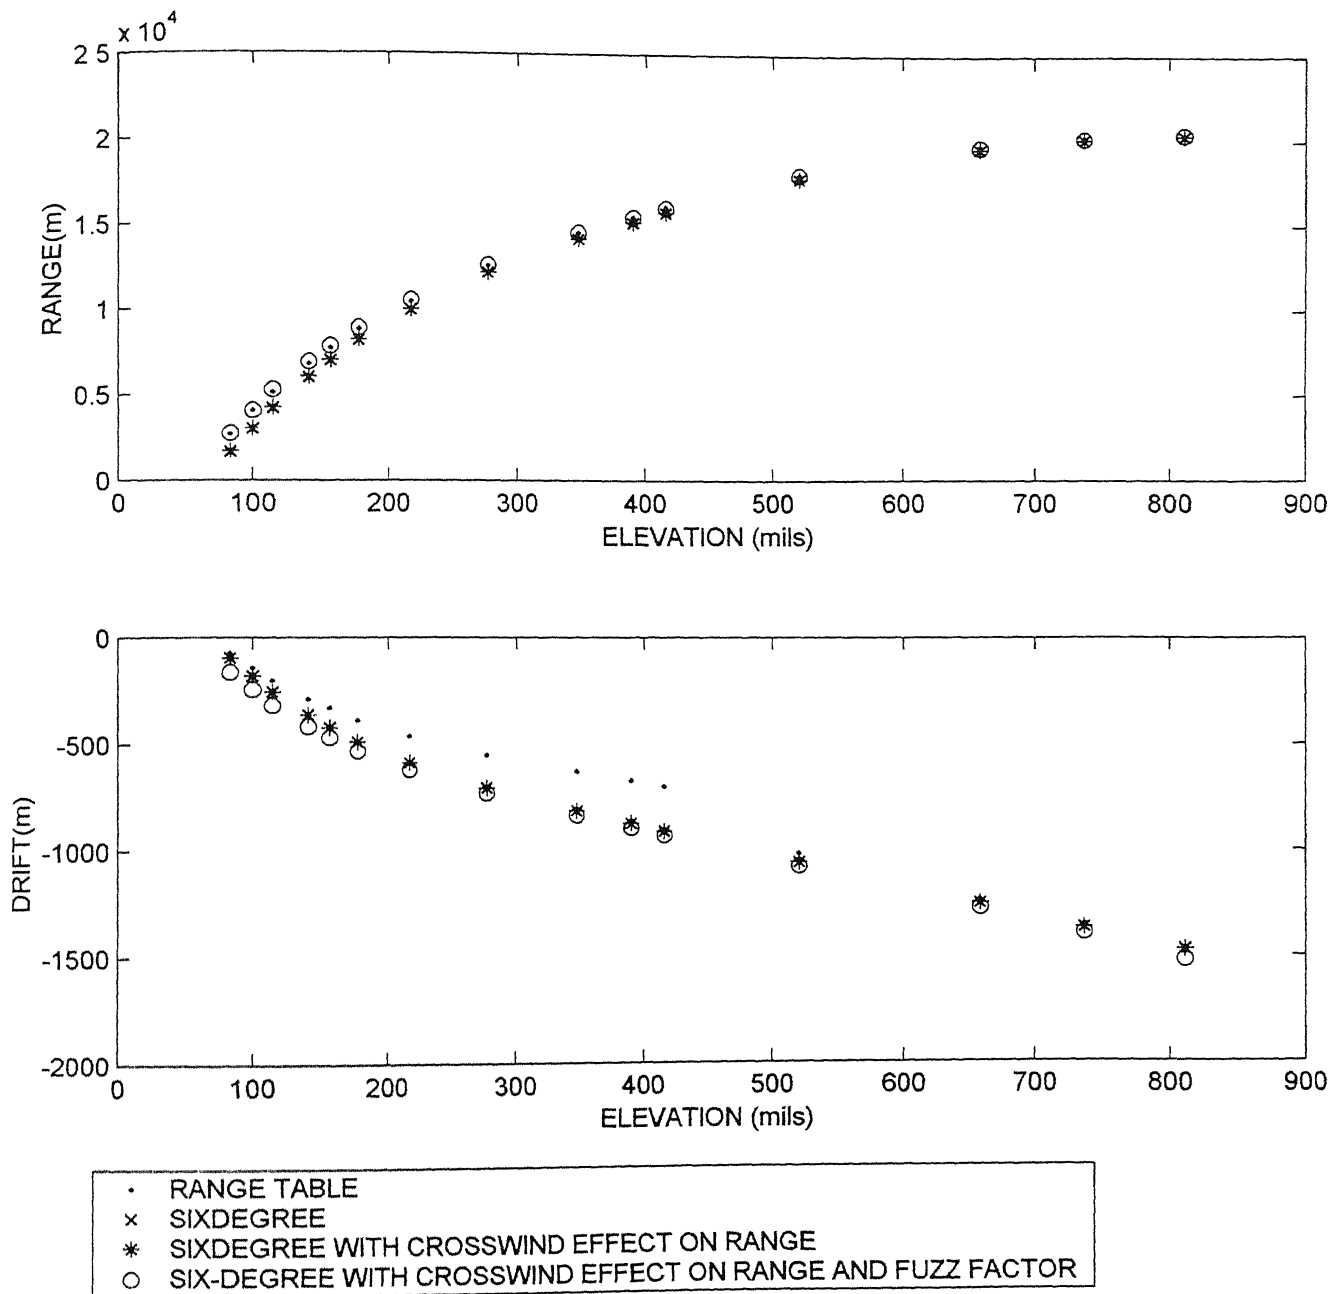 x 10^4
2 5
2
1.5
1
0.5
0
0 100 200 300 400 500 600 700 800 900
RANGE(m)
ELEVATION (mils)
0
-500
-1000
-1500
-2000
0 100 200 300 400 500 600 700 800 900
DRIFT(m)
ELEVATION (mils)
RANGE TABLE
SIXDEGREE
SIXDEGREE WITH CROSSWIND EFFECT ON RANGE
SIX-DEGREE WITH CROSSWIND EFFECT ON RANGE AND FUZZ FACTOR